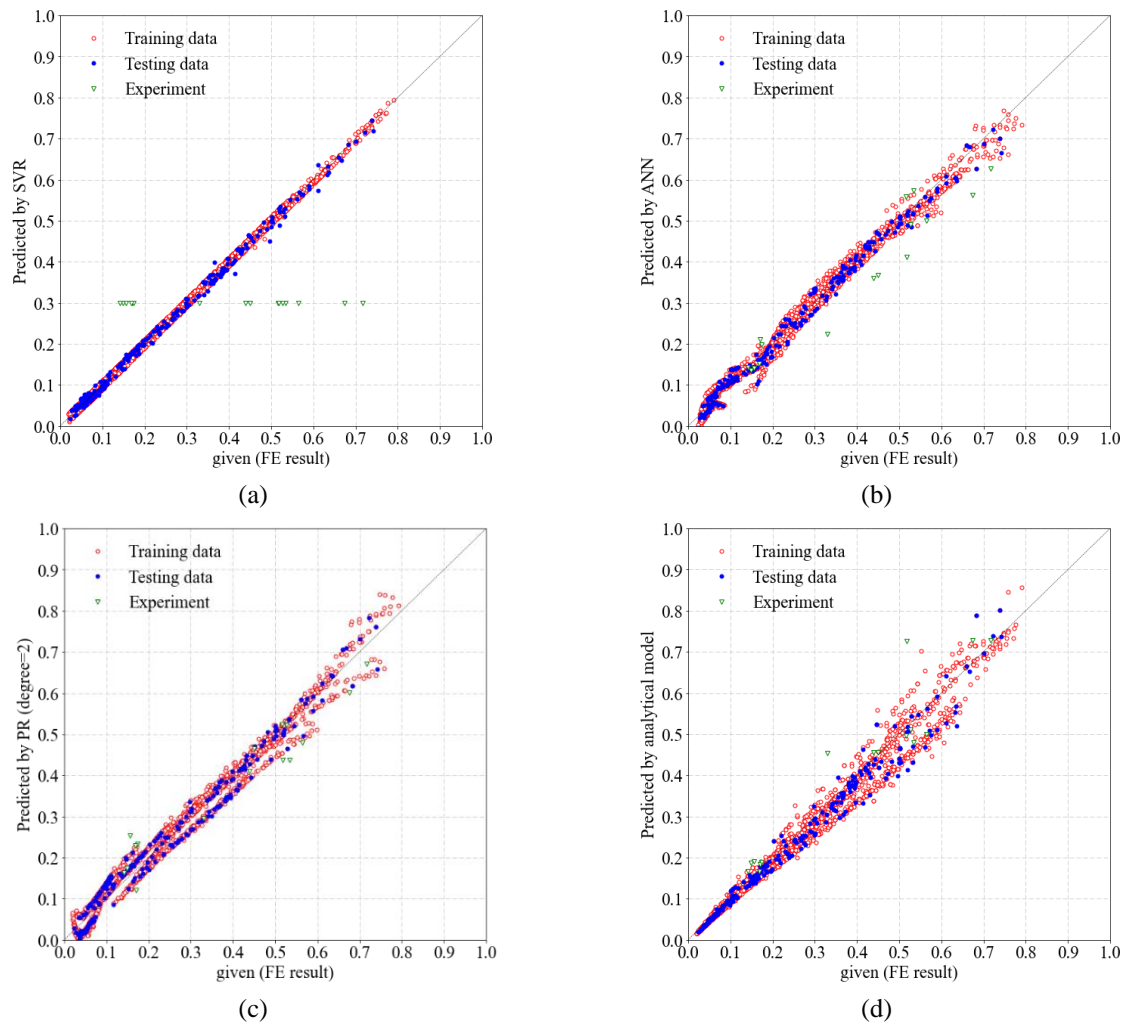 1.0
0.9
0.8
0.7
0.6
0.5
0.4
0.3
0.2
0.1
0.0
Predicted by SVR
Training data
Testing data
Experiment
0.0 0.1 0.2 0.3 0.4 0.5 0.6 0.7 0.8 1.0
given (FE result)
(a)
1.0
0.9
0.8
0.7
0.6
0.5
0.4
0.3
0.2
0.1
0.0
Predicted by ANN
Training data
Testing data
Experiment
0.0 0.1 0.2 0.3 0.4 0.5 0.6 0.7 0.8 1.0
given (FE result)
(b)
1.0
0.9
0.8
0.7
0.6
0.5
0.4
0.3
0.2
0.1
0.0
Predicted by PR (degree=2)
Training data
Testing data
Experiment
0.0 0.1 0.2 0.3 0.4 0.5 0.6 0.7 0.8 1.0
given (FE result)
(c)
1.0
0.9
0.8
0.7
0.6
0.5
0.4
0.3
0.2
0.1
0.0
Predicted by analytical model
Training data
Testing data
Experiment
0.0 0.1 0.2 0.3 0.4 0.5 0.6 0.7 0.8 1.0
given (FE result)
(d)